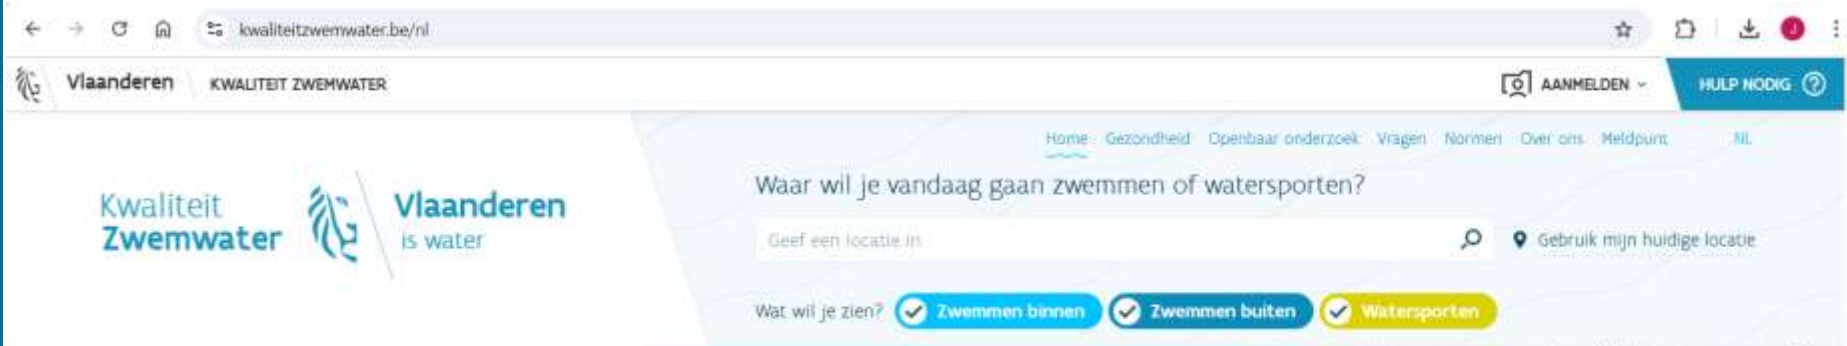 kwaliteitzwemwater.be/nl
J
Vlaanderen KWALITEIT ZWEMWATER AANMELDEN HULP NODIG ?
Home Gezondheid Openbaar onderzoek Vragen Normen Over ons Meldpunt NL
Waar wil je vandaag gaan zwemmen of watersporten?
Kwaliteit
Zwemwater
Vlaanderen
is water
Geef een locatie in
Gebruik mijn huidige locatie
Wat wil je zien? Zwemmen binnen Zwemmen buiten Watersporten